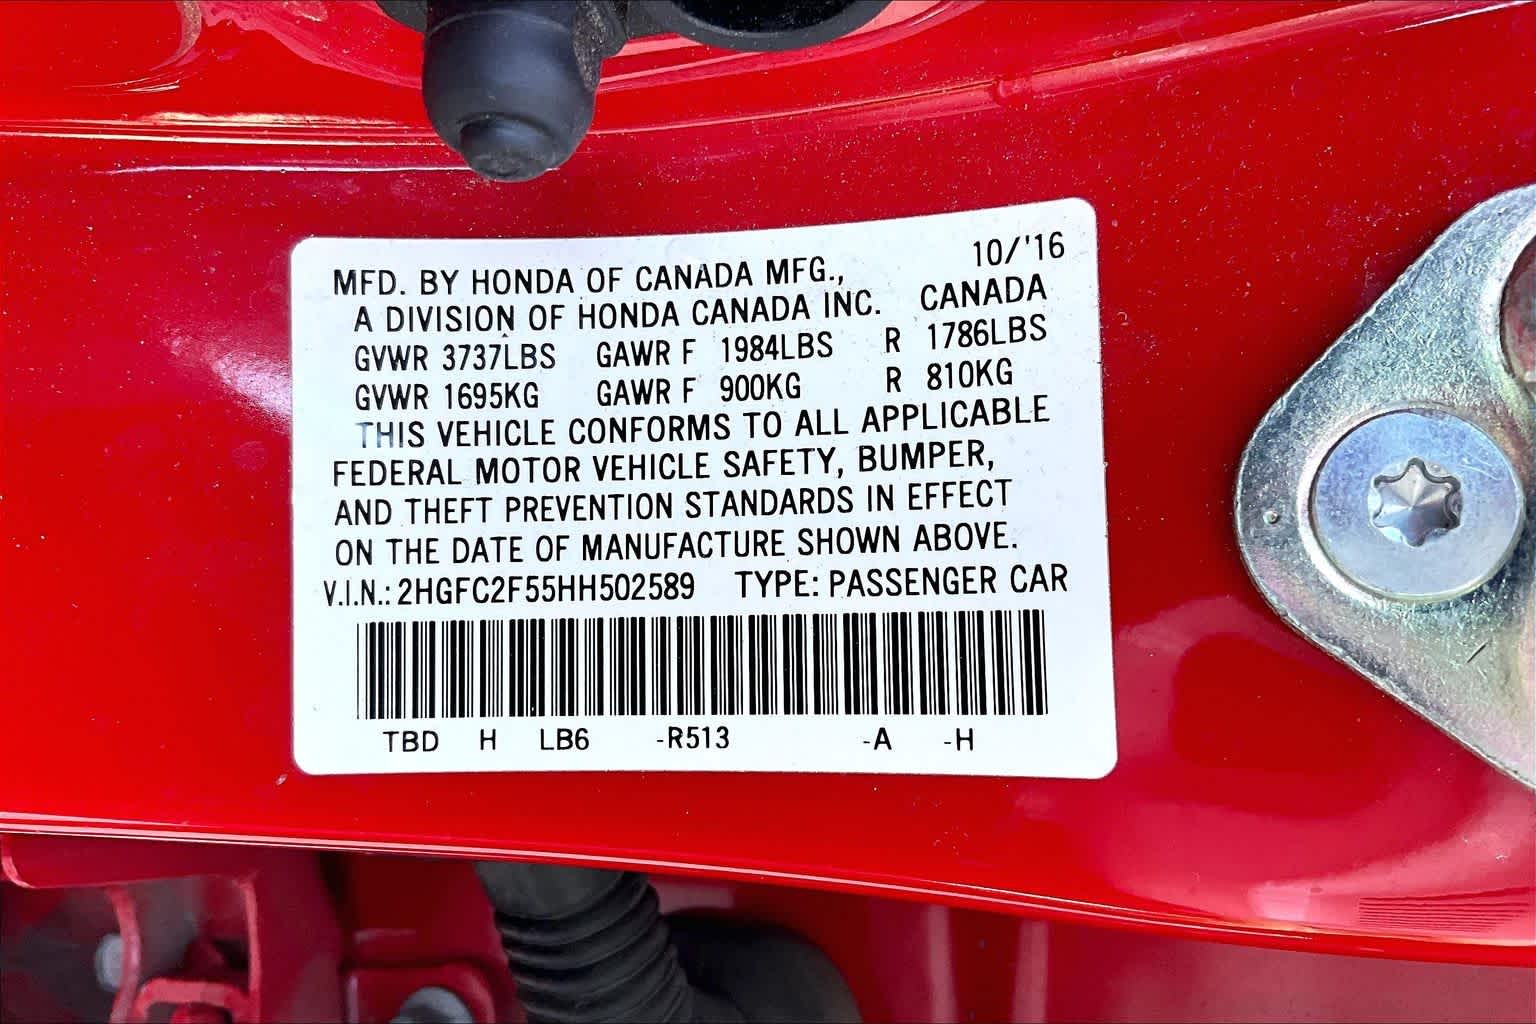 10/'16
MFD. BY HONDA OF CANADA MFG.,
A DIVISION OF HONDA CANADA INC. CANADA
GVWR 3737LBS GAWR F 1984LBS R 1786LBS
GVWR 1695KG GAWR F 900KG R 810KG
THIS VEHICLE CONFORMS TO ALL APPLICABLE
FEDERAL MOTOR VEHICLE SAFETY, BUMPER,
AND THEFT PREVENTION STANDARDS IN EFFECT
ON THE DATE OF MANUFACTURE SHOWN ABOVE.
V.I.N.: 2HGFC2F55HH502589 TYPE: PASSENGER CAR
TBD H LB6 -R513 -A -H